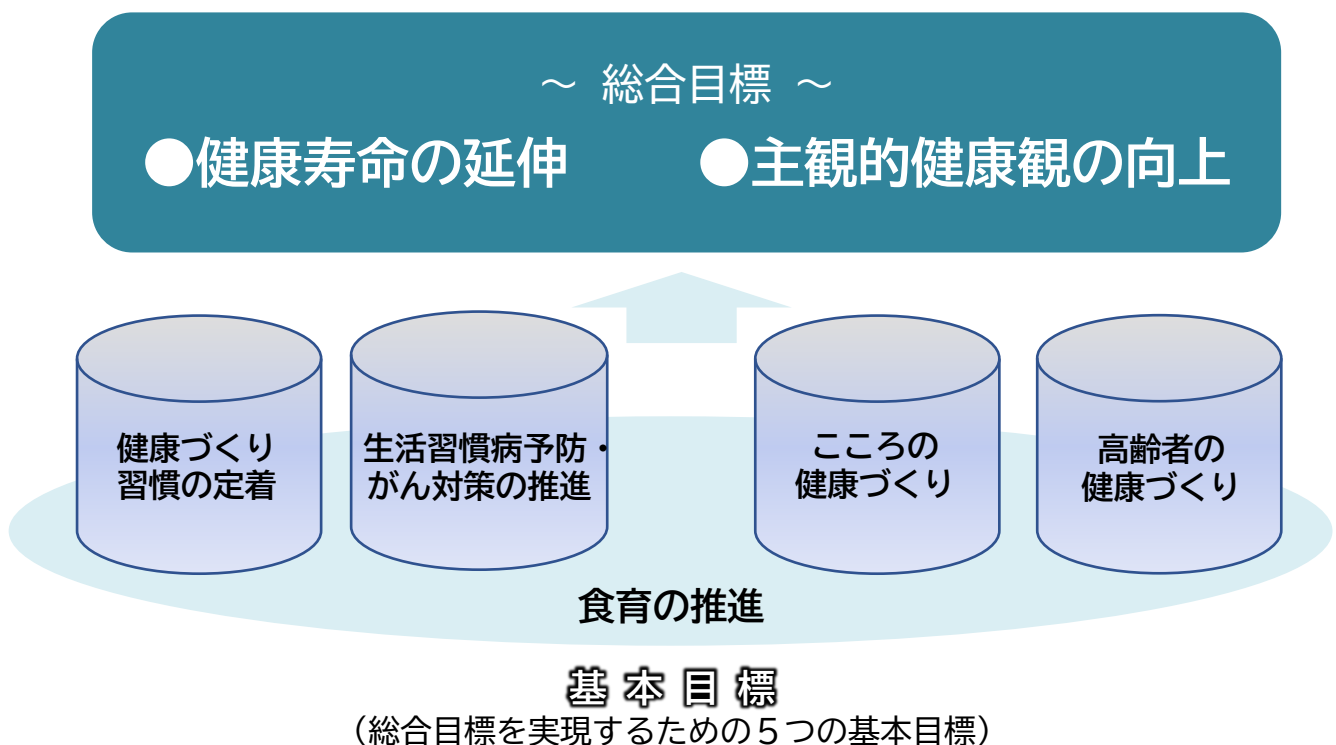 ～ 総合目標 ～
●健康寿命の延伸 ●主観的健康観の向上
健康づくり
習慣の定着
生活習慣病予防・
がん対策の推進
こころの
健康づくり
高齢者の
健康づくり
食育の推進
基本目標
（総合目標を実現するための５つの基本目標）